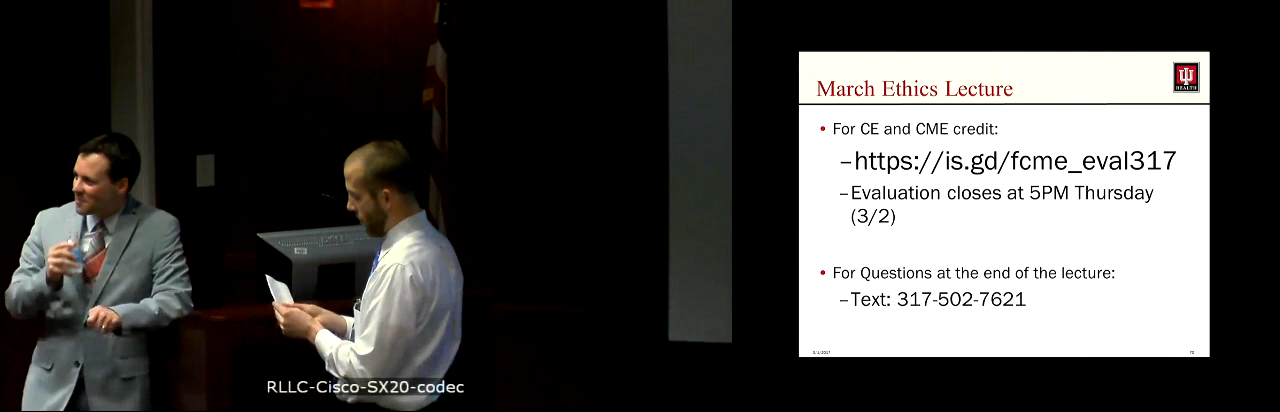 RLLC-Cisco-SX20-codec
March Ethics Lecture
HEALTH
• For CE and CME credit:
–https://is.gd/fcme_eval317
–Evaluation closes at 5PM Thursday
(3/2)
• For Questions at the end of the lecture:
–Text: 317-502-7621